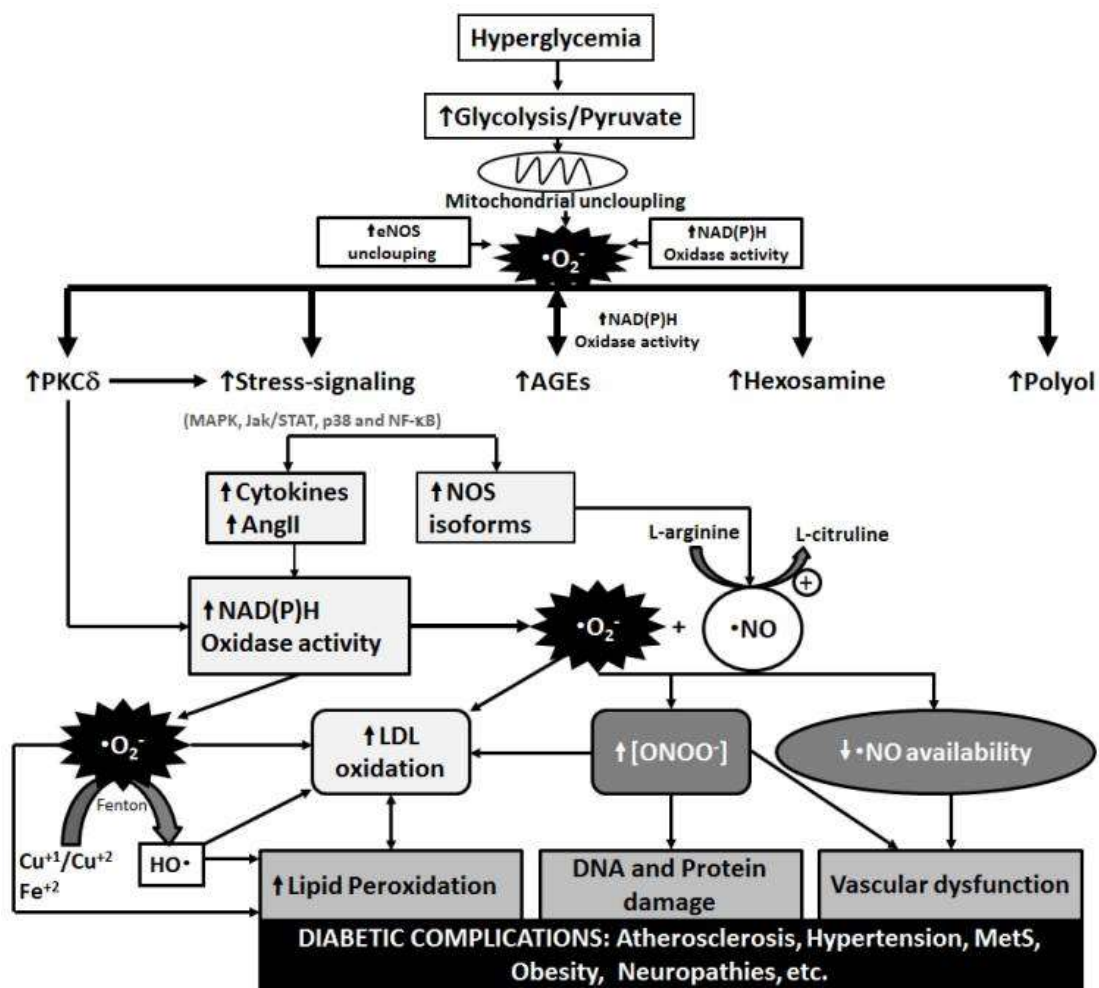 Hyperglycemia
↑Glycolysis/Pyruvate
Mitochondrial uncloupling
↑eNOS
unclouping
•O₂⁻
↑NAD(P)H
Oxidase activity
↑NAD(P)H
Oxidase activity
↑PKCδ
↑Stress-signaling
↑AGEs
↑Hexosamine
↑Polyol
(MAPK, Jak/STAT, p38 and NF-κB)
↑Cytokines
↑AngII
↑NOS
isoforms
L-arginine
L-citruline
+
↑NAD(P)H
Oxidase activity
•O₂⁻
+
•NO
•O₂⁻
↑LDL
oxidation
↑[ONOO⁻]
↓•NO availability
Fenton
Cu⁺¹/Cu⁺²
Fe⁺²
HO•
↑Lipid Peroxidation
DNA and Protein
damage
Vascular dysfunction
DIABETIC COMPLICATIONS: Atherosclerosis, Hypertension, MetS,
Obesity, Neuropathies, etc.